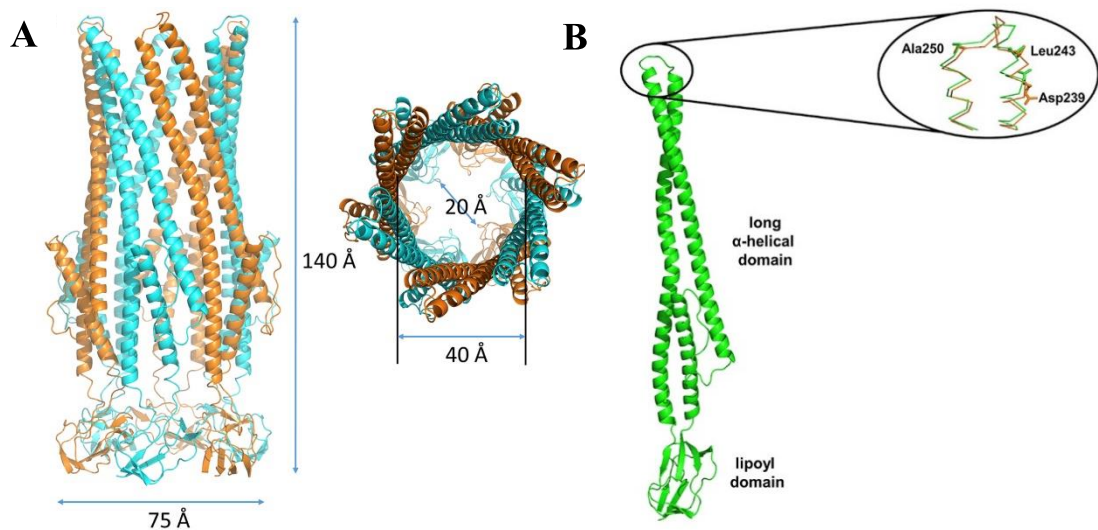 A
140 Å
75 Å
20 Å
40 Å
B
Ala250
Leu243
Asp239
long
α-helical
domain
lipoyl
domain